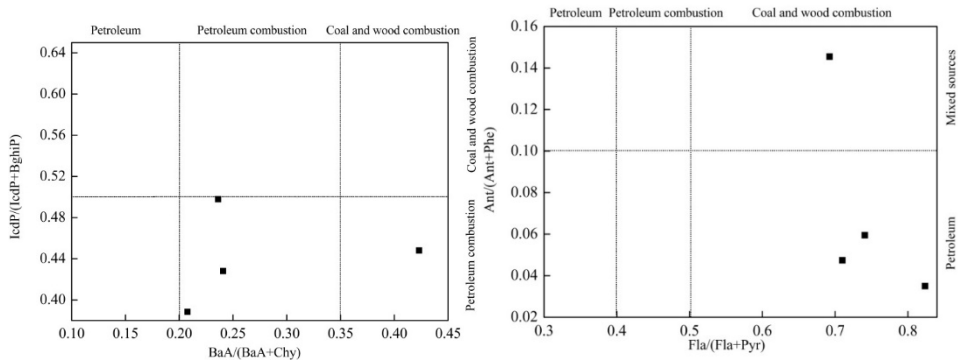 Petroleum
Petroleum combustion
Coal and wood combustion
0.64
0.60
0.56
0.52
0.48
0.44
0.40
IcdP/(IcdP+BghiP)
Coal and wood combustion
Petroleum combustion
0.10
0.15
0.20
0.25
0.30
0.35
0.40
0.45
BaA/(BaA+Chy)
Petroleum
Petroleum combustion
Coal and wood combustion
0.16
0.14
0.12
0.10
0.08
0.06
0.04
0.02
Ant/(Ant+Phe)
Mixed sources
Petroleum
0.3
0.4
0.5
0.6
0.7
0.8
Fla/(Fla+Pyr)